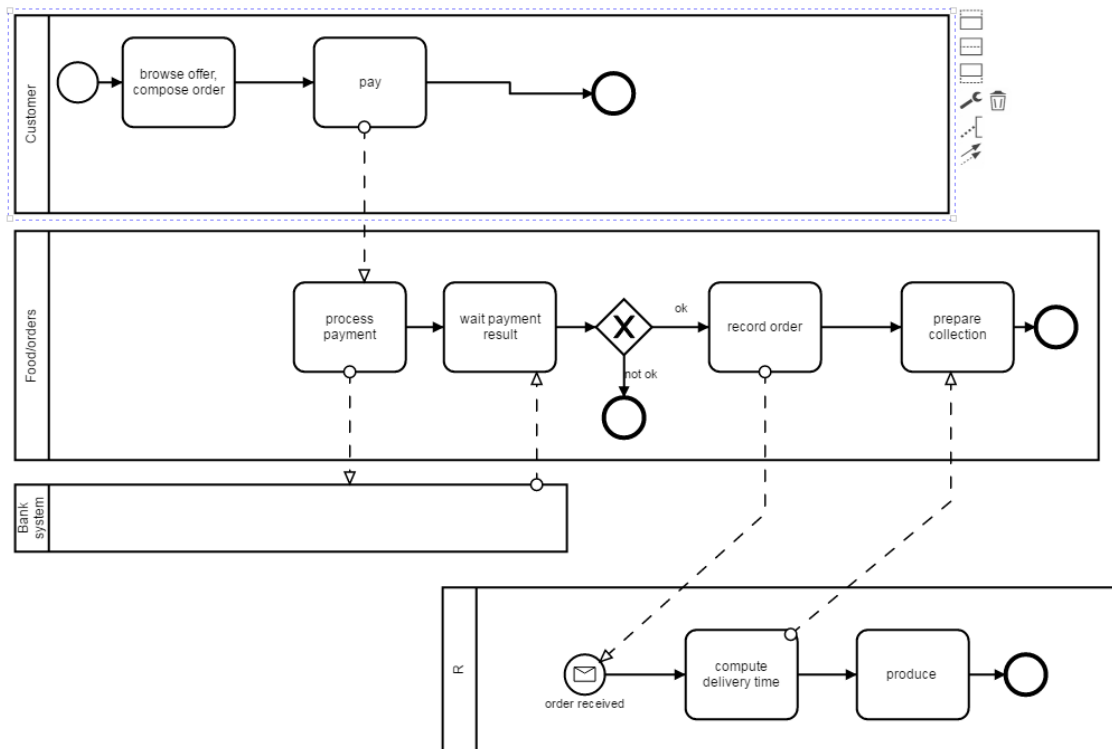 Customer
browse offer,
compose order
pay
Food/orders
process
payment
wait payment
result
X
ok
not ok
record order
prepare
collection
Bank
system
R
order received
compute
delivery time
produce